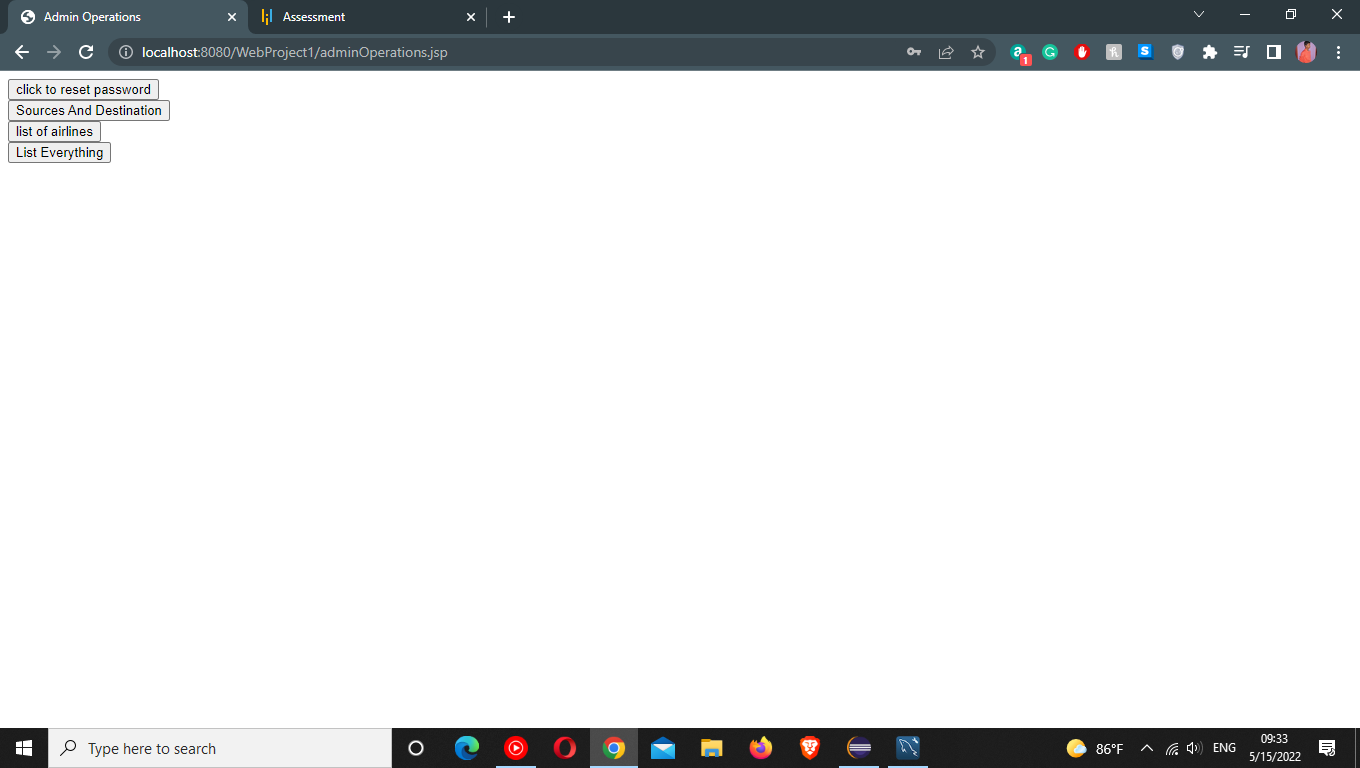 Admin Operations
Assessment
localhost:8080/WebProject1/adminOperations.jsp
1
click to reset password
Sources And Destination
list of airlines
List Everything
Type here to search
86°F
ENG
09:33
5/15/2022